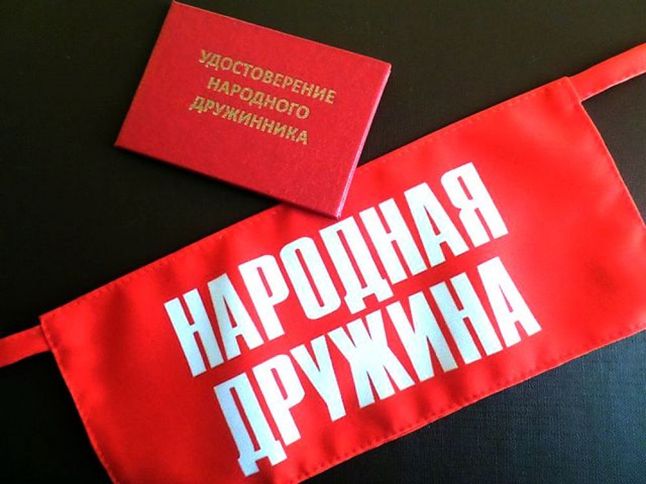 УДОСТОВЕРЕНИЕ
НАРОДНОГО
ДРУЖИННИКА
НАРОДНАЯ
ДРУЖИНА